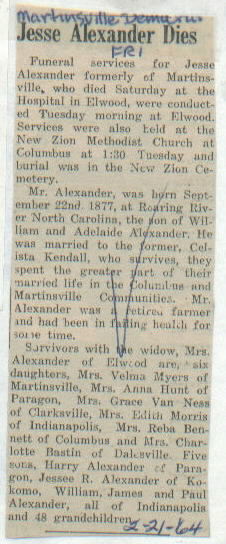 Martinsville Democrat
Jesse Alexander Dies
FRI
Funeral services for Jesse
Alexander formerly of Martins-
ville, who died Saturday at the
Hospital in Elwood, were conduct-
ed Tuesday morning at Elwood.
Services were also held at the
New Zion Methodist Church at
Columbus at 1:30 Tuesday and
burial was in the New Zion Ce-
metery.
Mr. Alexander, was born Sept-
ember 22nd. 1877, at Roaring Riv-
er North Carolina, the son of Wil-
liam and Adelaide Alexander. He
was married to the former, Cel-
ista Kendall, who survives, they
spent the greater part of their
married life in the Columbus and
Martinsville Communities. Mr.
Alexander was a retired farmer
and had been in failing health for
some time.
Survivors with the widow, Mrs.
Alexander of Elwood are, six
daughters, Mrs. Velma Myers of
Martinsville, Mrs. Anna Hunt of
Paragon, Mrs. Grace Van Ness
of Clarksville, Mrs. Edith Morris
of Indianapolis, Mrs. Reba Ben-
nett of Columbus and Mrs. Char-
lotte Bastin of Dalesville. Five
sons, Harry Alexander of Para-
gon, Jessee R. Alexander of Ko-
komo, William, James and Paul
Alexander, all of Indianapolis
and 48 grandchildren.
2-21-64